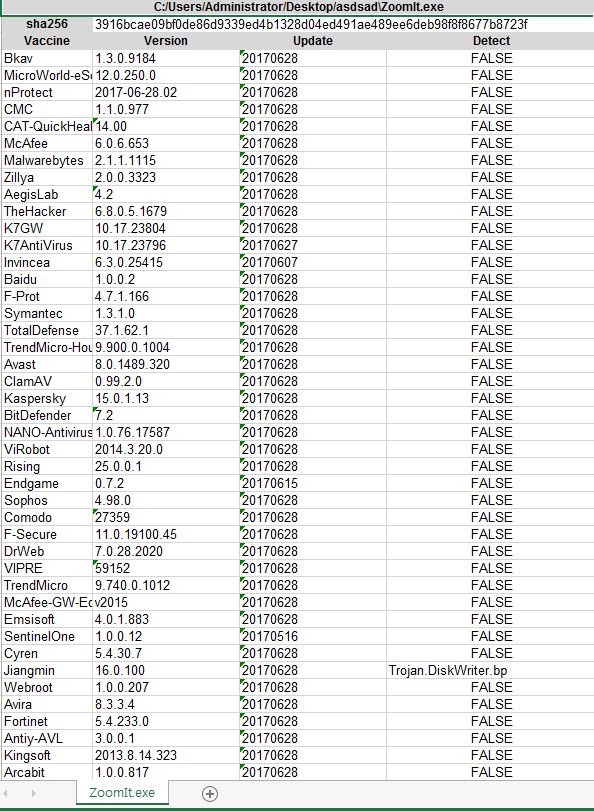 C:/Users/Administrator/Desktop/asdsad\ZoomIt.exe
sha256 3916bcae09bf0de86d9339ed4b1328d04ed491ae489ee6deb98f8f8677b8723f
Vaccine Version Update Detect
Bkav 1.3.0.9184 20170628 FALSE
MicroWorld-eSc 12.0.250.0 20170628 FALSE
nProtect 2017-06-28.02 20170628 FALSE
CMC 1.1.0.977 20170628 FALSE
CAT-QuickHeal 14.00 20170628 FALSE
McAfee 6.0.6.653 20170628 FALSE
Malwarebytes 2.1.1.1115 20170628 FALSE
Zillya 2.0.0.3323 20170628 FALSE
AegisLab 4.2 20170628 FALSE
TheHacker 6.8.0.5.1679 20170628 FALSE
K7GW 10.17.23804 20170628 FALSE
K7AntiVirus 10.17.23796 20170627 FALSE
Invincea 6.3.0.25415 20170607 FALSE
Baidu 1.0.0.2 20170628 FALSE
F-Prot 4.7.1.166 20170628 FALSE
Symantec 1.3.1.0 20170628 FALSE
TotalDefense 37.1.62.1 20170628 FALSE
TrendMicro-Hou 9.900.0.1004 20170628 FALSE
Avast 8.0.1489.320 20170628 FALSE
ClamAV 0.99.2.0 20170628 FALSE
Kaspersky 15.0.1.13 20170628 FALSE
BitDefender 7.2 20170628 FALSE
NANO-Antivirus 1.0.76.17587 20170628 FALSE
ViRobot 2014.3.20.0 20170628 FALSE
Rising 25.0.0.1 20170628 FALSE
Endgame 0.7.2 20170615 FALSE
Sophos 4.98.0 20170628 FALSE
Comodo 27359 20170628 FALSE
F-Secure 11.0.19100.45 20170628 FALSE
DrWeb 7.0.28.2020 20170628 FALSE
VIPRE 59152 20170628 FALSE
TrendMicro 9.740.0.1012 20170628 FALSE
McAfee-GW-Ed v2015 20170628 FALSE
Emsisoft 4.0.1.883 20170628 FALSE
SentinelOne 1.0.0.12 20170516 FALSE
Cyren 5.4.30.7 20170628 FALSE
Jiangmin 16.0.100 20170628 Trojan.DiskWriter.bp
Webroot 1.0.0.207 20170628 FALSE
Avira 8.3.3.4 20170628 FALSE
Fortinet 5.4.233.0 20170628 FALSE
Antiy-AVL 3.0.0.1 20170628 FALSE
Kingsoft 2013.8.14.323 20170628 FALSE
Arcabit 1.0.0.817 20170628 FALSE
ZoomIt.exe